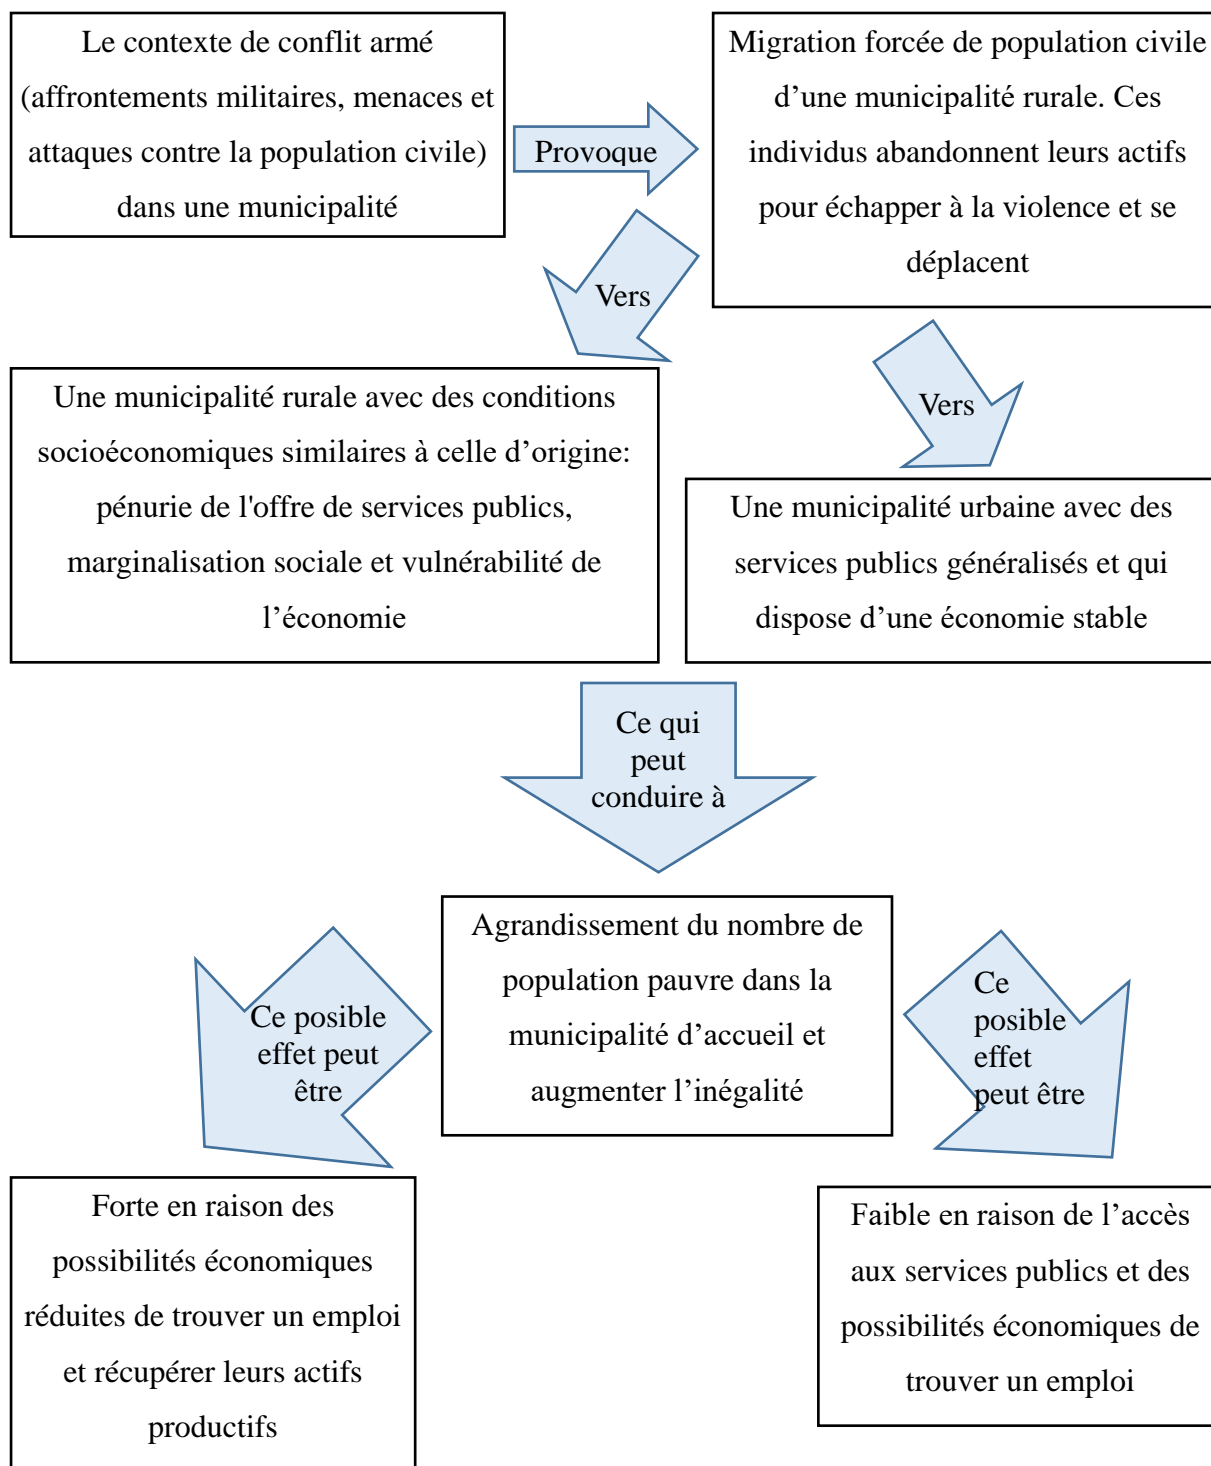 Le contexte de conflit armé
(affrontements militaires, menaces et
attaques contre la population civile)
dans une municipalité
Provoque
Migration forcée de population civile
d’une municipalité rurale. Ces
individus abandonnent leurs actifs
pour échapper à la violence et se
déplacent
Vers
Vers
Une municipalité rurale avec des conditions
socioéconomiques similaires à celle d’origine:
pénurie de l'offre de services publics,
marginalisation sociale et vulnérabilité de
l’économie
Une municipalité urbaine avec des
services publics généralisés et qui
dispose d’une économie stable
Ce qui
peut
conduire à
Agrandissement du nombre de
population pauvre dans la
municipalité d’accueil et
augmenter l’inégalité
Ce posible
effet peut
être
Ce
posible
effet
peut être
Forte en raison des
possibilités économiques
réduites de trouver un emploi
et récupérer leurs actifs
productifs
Faible en raison de l’accès
aux services publics et des
possibilités économiques de
trouver un emploi